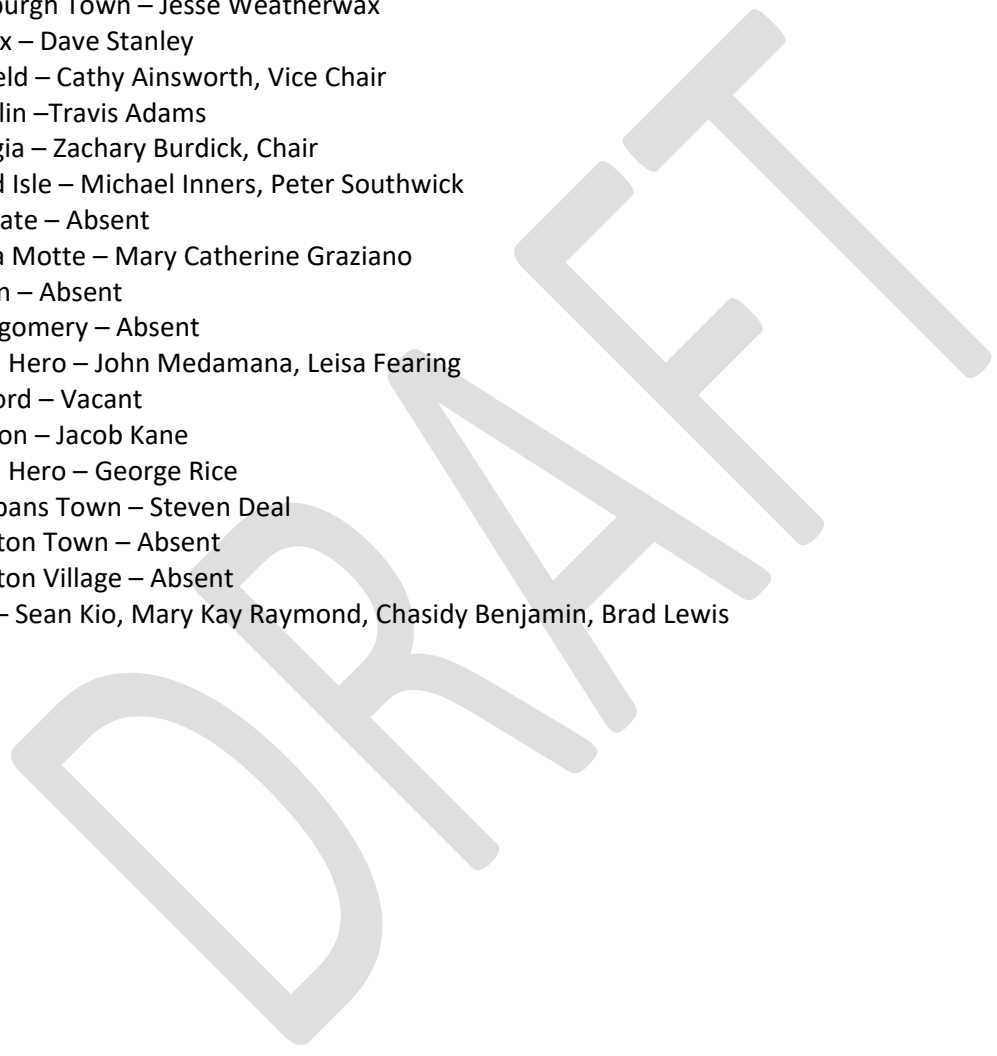 burgh Town – Jesse Weatherwax
x – Dave Stanley
eld – Cathy Ainsworth, Vice Chair
lin –Travis Adams
gia – Zachary Burdick, Chair
d Isle – Michael Inners, Peter Southwick
ate – Absent
a Motte – Mary Catherine Graziano
n – Absent
gomery – Absent
Hero – John Medamana, Leisa Fearing
ord – Vacant
on – Jacob Kane
Hero – George Rice
bans Town – Steven Deal
ton Town – Absent
ton Village – Absent
– Sean Kio, Mary Kay Raymond, Chasidy Benjamin, Brad Lewis
DRAFT